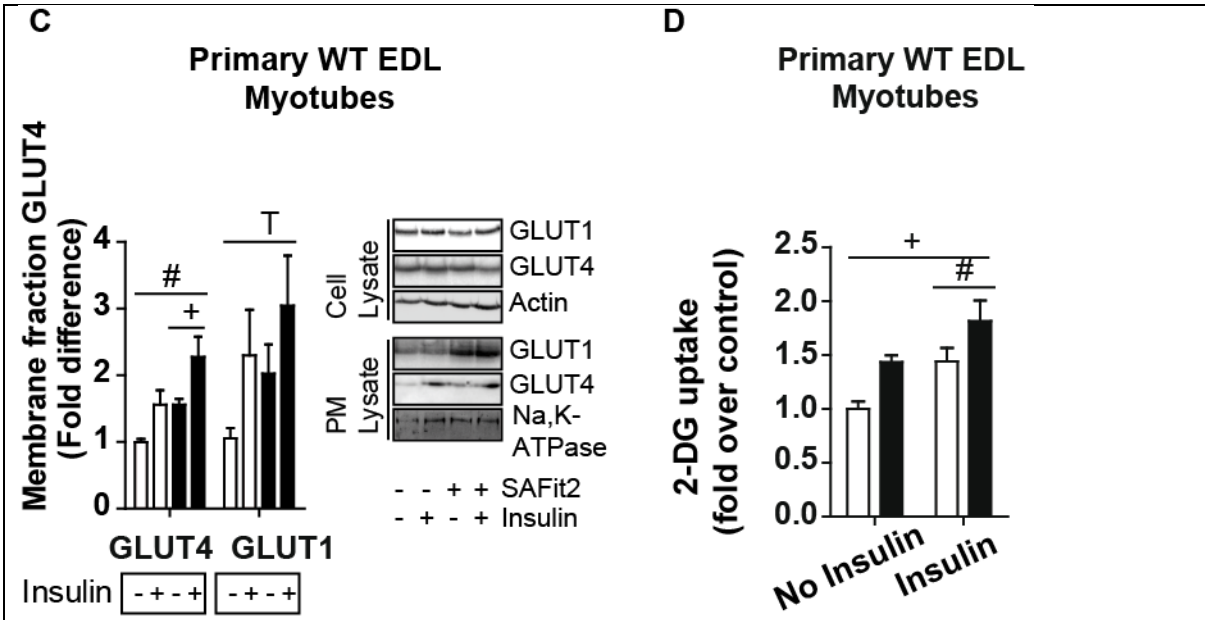 C
Primary WT EDL
Myotubes
Membrane fraction GLUT4
(Fold difference)
4
3
2
1
0
#
+
T
GLUT4 GLUT1
Insulin - + - + - + - +
Cell
Lysate
GLUT1
GLUT4
Actin
PM
Lysate
GLUT1
GLUT4
Na,K-
ATPase
- - + + SAFit2
- + - + Insulin
D
Primary WT EDL
Myotubes
2-DG uptake
(fold over control)
2.5
2.0
1.5
1.0
0.5
0.0
+
#
No Insulin
Insulin